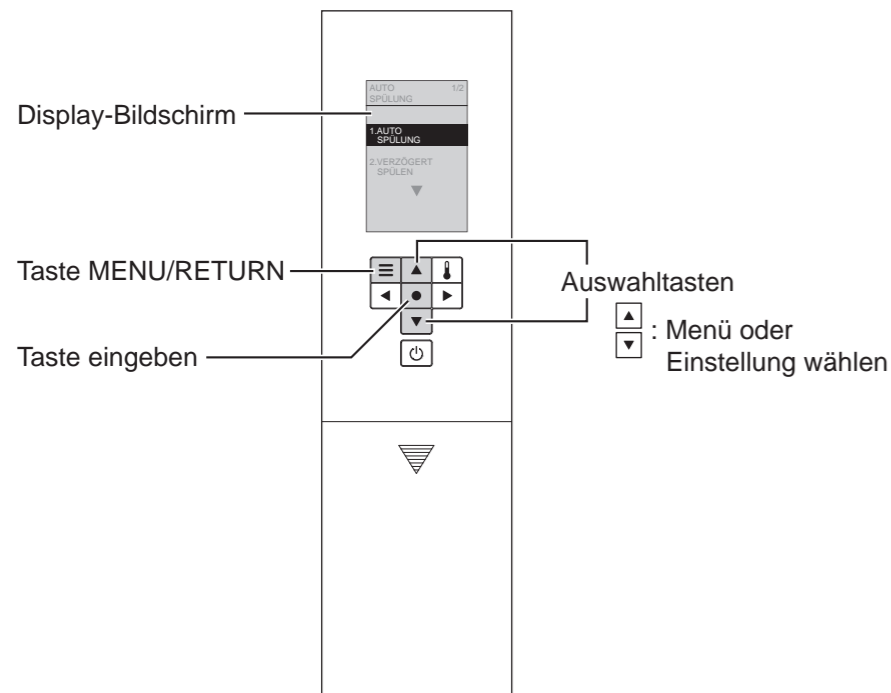 AUTO 1/2
SPÜLUNG
Display-Bildschirm
1.AUTO
SPÜLUNG
2.VERZÖGERT
SPÜLEN
Taste MENU/RETURN
Auswahltasten
: Menü oder
Einstellung wählen
Taste eingeben